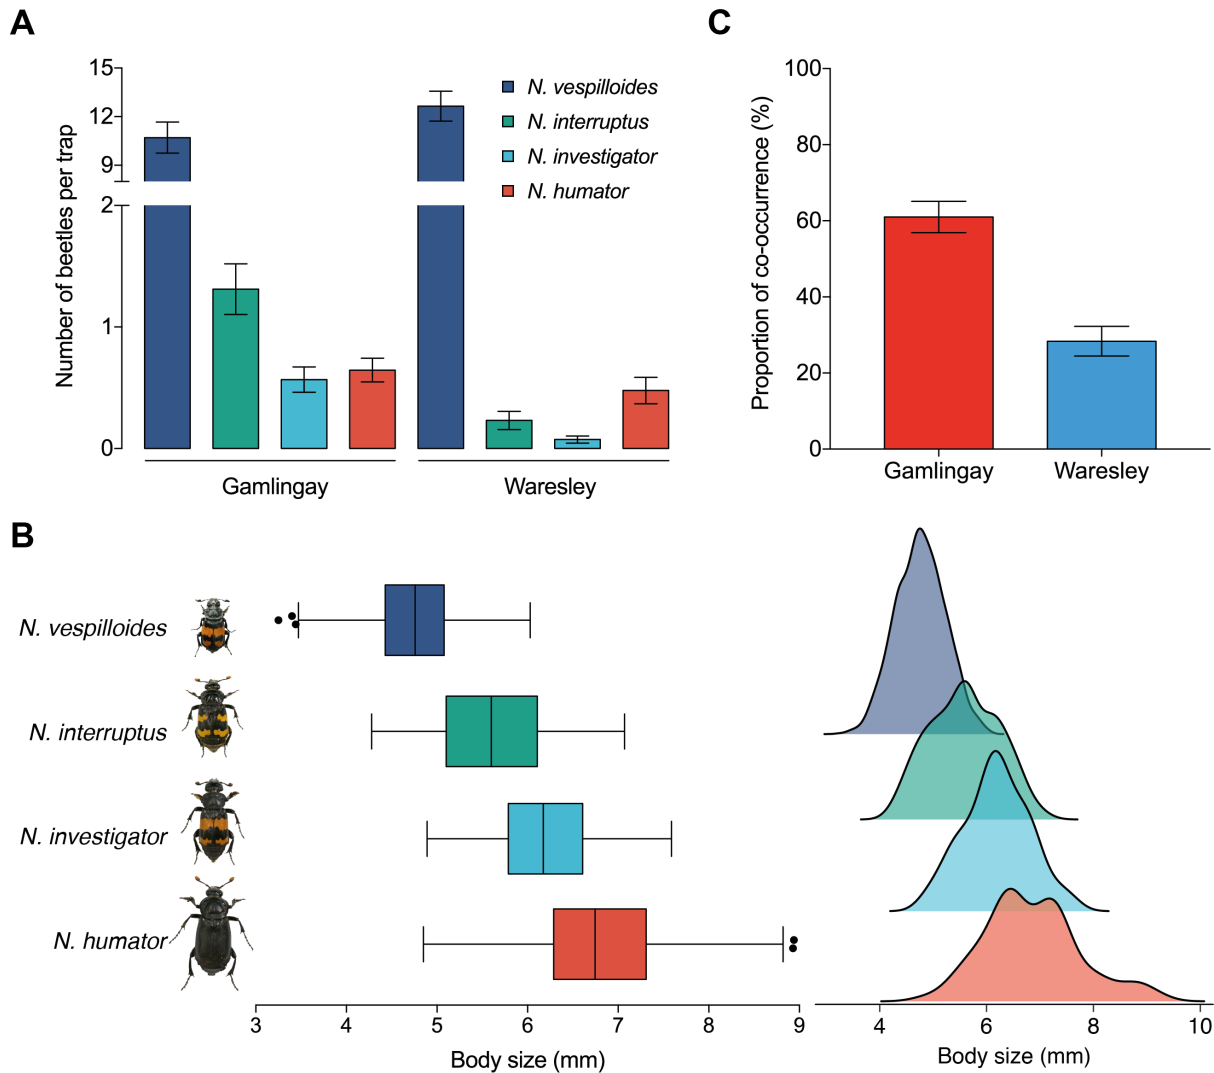 A
Number of beetles per trap
15
12
9
2
1
0
N. vespilloides
N. interruptus
N. investigator
N. humator
Gamlingay
Waresley
C
Proportion of co-occurrence (%)
100
80
60
40
20
0
Gamlingay
Waresley
B
N. vespilloides
N. interruptus
N. investigator
N. humator
3 4 5 6 7 8 9
Body size (mm)
4 6 8 10
Body size (mm)